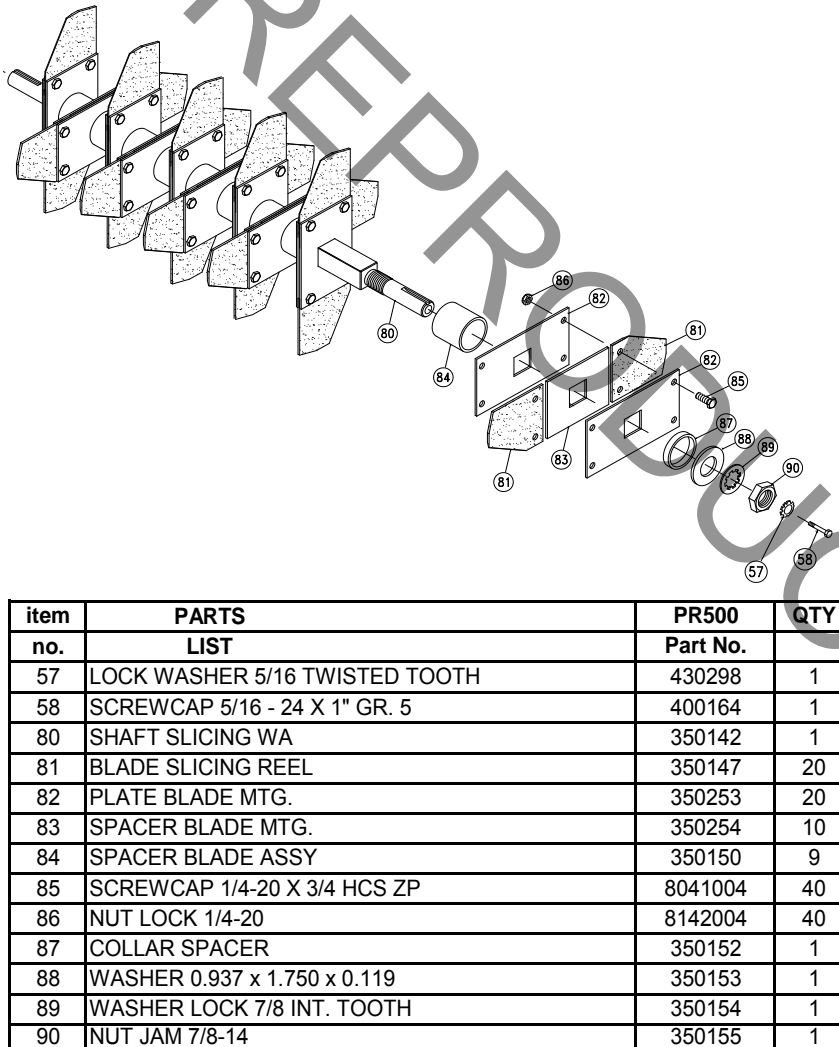 REPRODUC
86
82
81
82
85
80
84
87
88
89
90
83
81
57
58
item PARTS PR500 QTY
no. LIST Part No.
57 LOCK WASHER 5/16 TWISTED TOOTH 430298 1
58 SCREWCAP 5/16 - 24 X 1" GR. 5 400164 1
80 SHAFT SLICING WA 350142 1
81 BLADE SLICING REEL 350147 20
82 PLATE BLADE MTG. 350253 20
83 SPACER BLADE MTG. 350254 10
84 SPACER BLADE ASSY 350150 9
85 SCREWCAP 1/4-20 X 3/4 HCS ZP 8041004 40
86 NUT LOCK 1/4-20 8142004 40
87 COLLAR SPACER 350152 1
88 WASHER 0.937 x 1.750 x 0.119 350153 1
89 WASHER LOCK 7/8 INT. TOOTH 350154 1
90 NUT JAM 7/8-14 350155 1